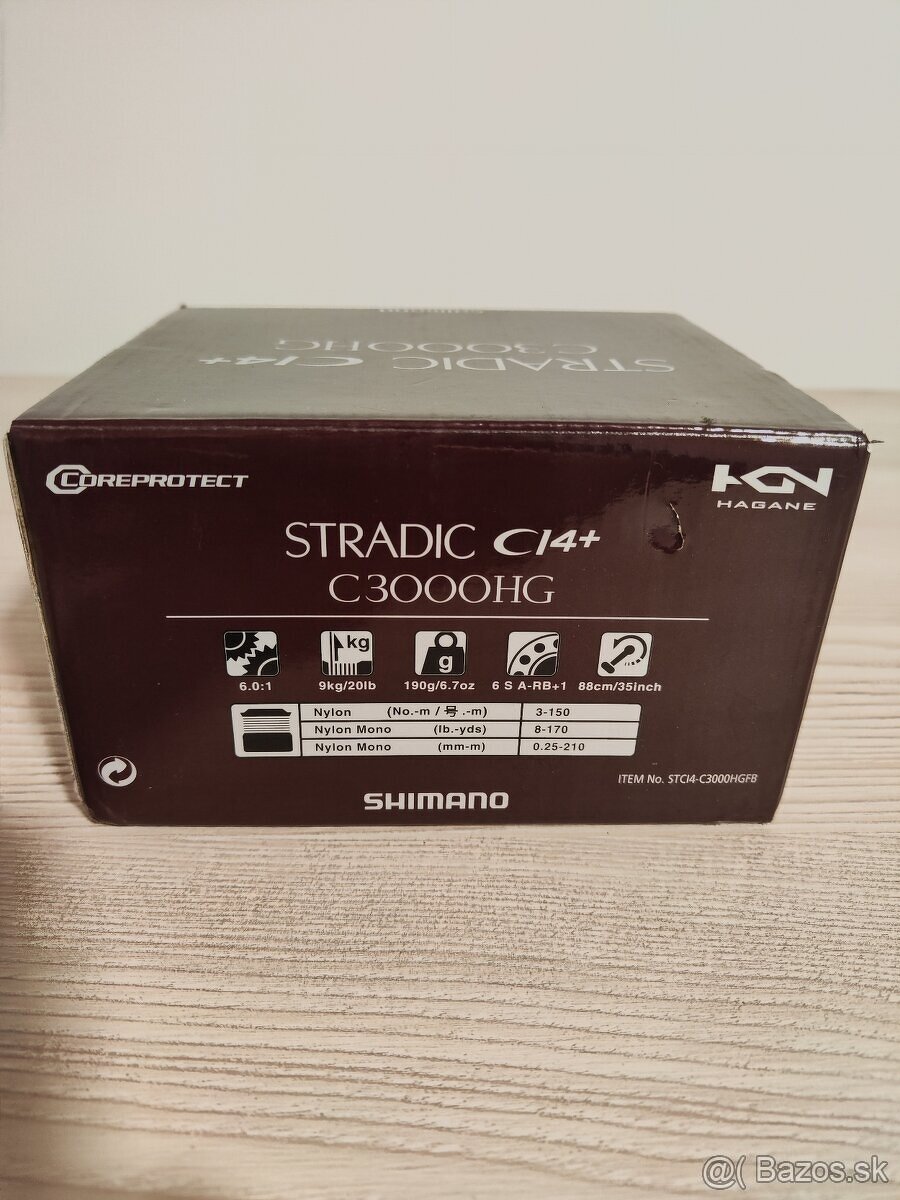 STRADIC CI4+
C3000HG
COREPROTECT
HAGANE
STRADIC CI4+
C3000HG
kg
g
6.0:1
9kg/20lb
190g/6.7oz
6 S A-RB+1
88cm/35inch
Nylon (No.-m / 号.-m) 3-150
Nylon Mono (lb.-yds) 8-170
Nylon Mono (mm-m) 0.25-210
ITEM No. STCI4-C3000HGFB
SHIMANO
@( Bazos.sk